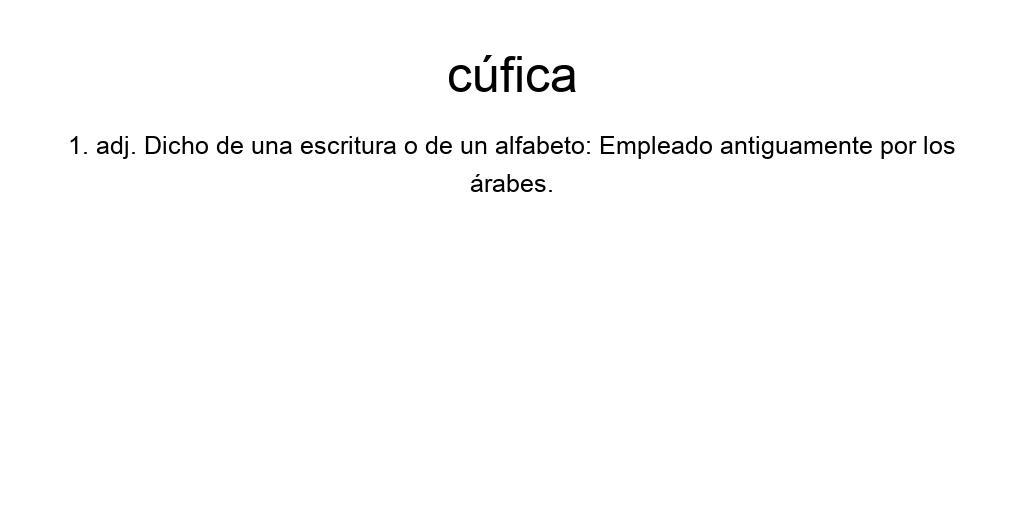 cúfica
1. adj. Dicho de una escritura o de un alfabeto: Empleado antiguamente por los
árabes.